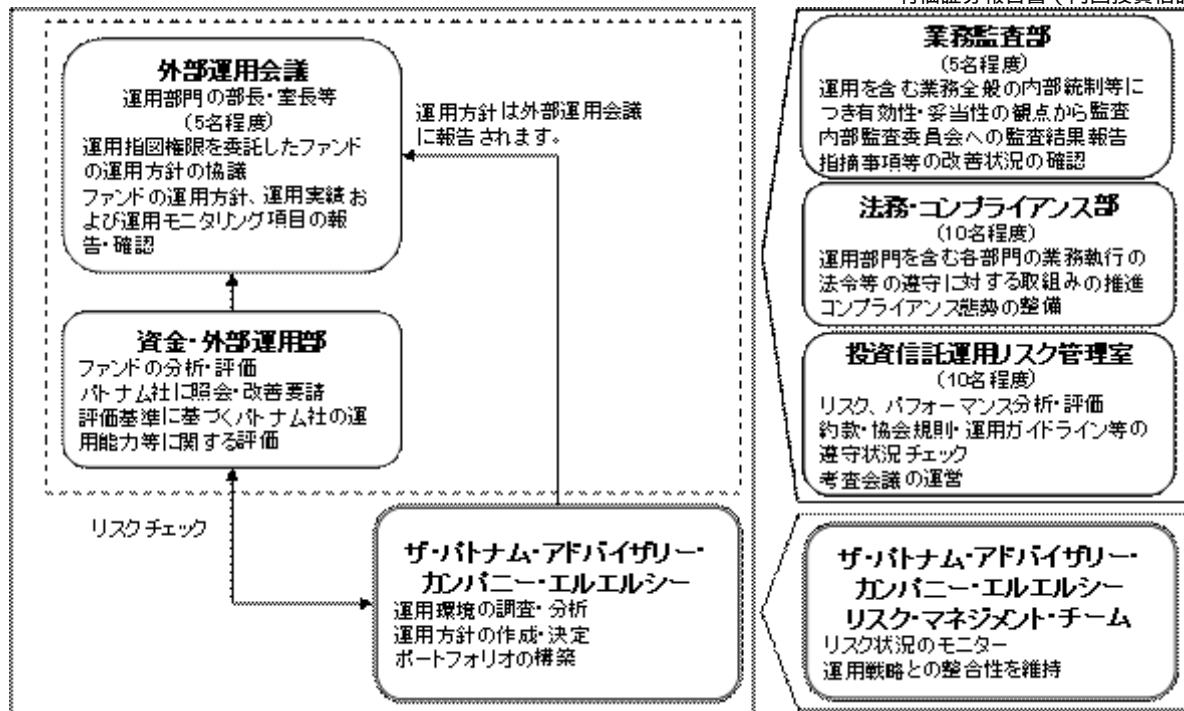 外部運用会議
運用部門の部長・室長等
(5名程度)
運用指図権限を委託したファンド
の運用方針の協議
ファンドの運用方針、運用実績お
よび運用モニタリング項目の報
告・確認
運用方針は外部運用会議
に報告されます。
資金・外部運用部
ファンドの分析・評価
パトナム社に照会・改善要請
評価基準に基づくパトナム社の運
用能力等に関する評価
リスクチェック
ザ・パトナム・アドバイザリー・
カンパニー・エルエルシー
運用環境の調査・分析
運用方針の作成・決定
ポートフォリオの構築
業務監査部
(5名程度)
運用を含む業務全般の内部統制等に
つき有効性・妥当性の観点から監査
内部監査委員会への監査結果報告
指摘事項等の改善状況の確認
法務・コンプライアンス部
(10名程度)
運用部門を含む各部門の業務執行の
法令等の遵守に対する取組みの推進
コンプライアンス態勢の整備
投資信託運用リスク管理室
(10名程度)
リスク、パフォーマンス分析・評価
約款・協会規則・運用ガイドライン等の
遵守状況チェック
考査会議の運営
ザ・パトナム・アドバイザリー・
カンパニー・エルエルシー
リスク・マネジメント・チーム
リスク状況のモニター
運用戦略との整合性を維持